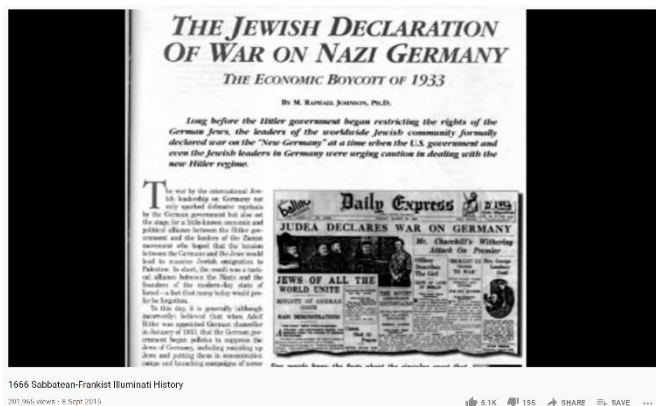 THE JEWISH DECLARATION
OF WAR ON NAZI GERMANY
THE ECONOMIC BOYCOTT OF 1933
BY M. RAPHAEL JOHNSON, PH.D.
Long before the Hitler government began restricting the rights of the
German Jews, the leaders of the worldwide Jewish community formally
declared war on the "New Germany" at a time when the U.S. government and
even the Jewish leaders in Germany were urging caution in dealing with the
new Hitler regime.
The war by the international Jew-
ish leadership on Germany not
only sparked defensive reprisals
by the German government but also set
the stage for a little-known economic and
political alliance between the Hitler gov-
ernment and the leaders of the Zionist
movement who hoped that the tension
between the Germans and the Jews would
lead to massive Jewish emigration to
Palestine. In short, the result was a tacti-
cal alliance between the Nazis and the
founders of the modern-day state of
Israel—a fact that many today would pre-
fer be forgotten.
To this day, it is generally (although
incorrectly) believed that when Adolf
Hitler was appointed German chancellor
in January of 1933, that the German gov-
ernment began policies to suppress the
Jews of Germany, including rounding up
Jews and putting them in concentration
camps and launching campaigns of terror
Daily Express
JUDEA DECLARES WAR ON GERMANY
Mr. Churchill's Withering
Attack On Premier
JEWS OF ALL THE
WORLD UNITE
BOYCOTT OF GERMAN
GOODS
MASS DEMONSTRATIONS
1666 Sabbatean-Frankist Illuminati History
201,965 views • 8 Sept 2015
5.1K
155
SHARE
SAVE